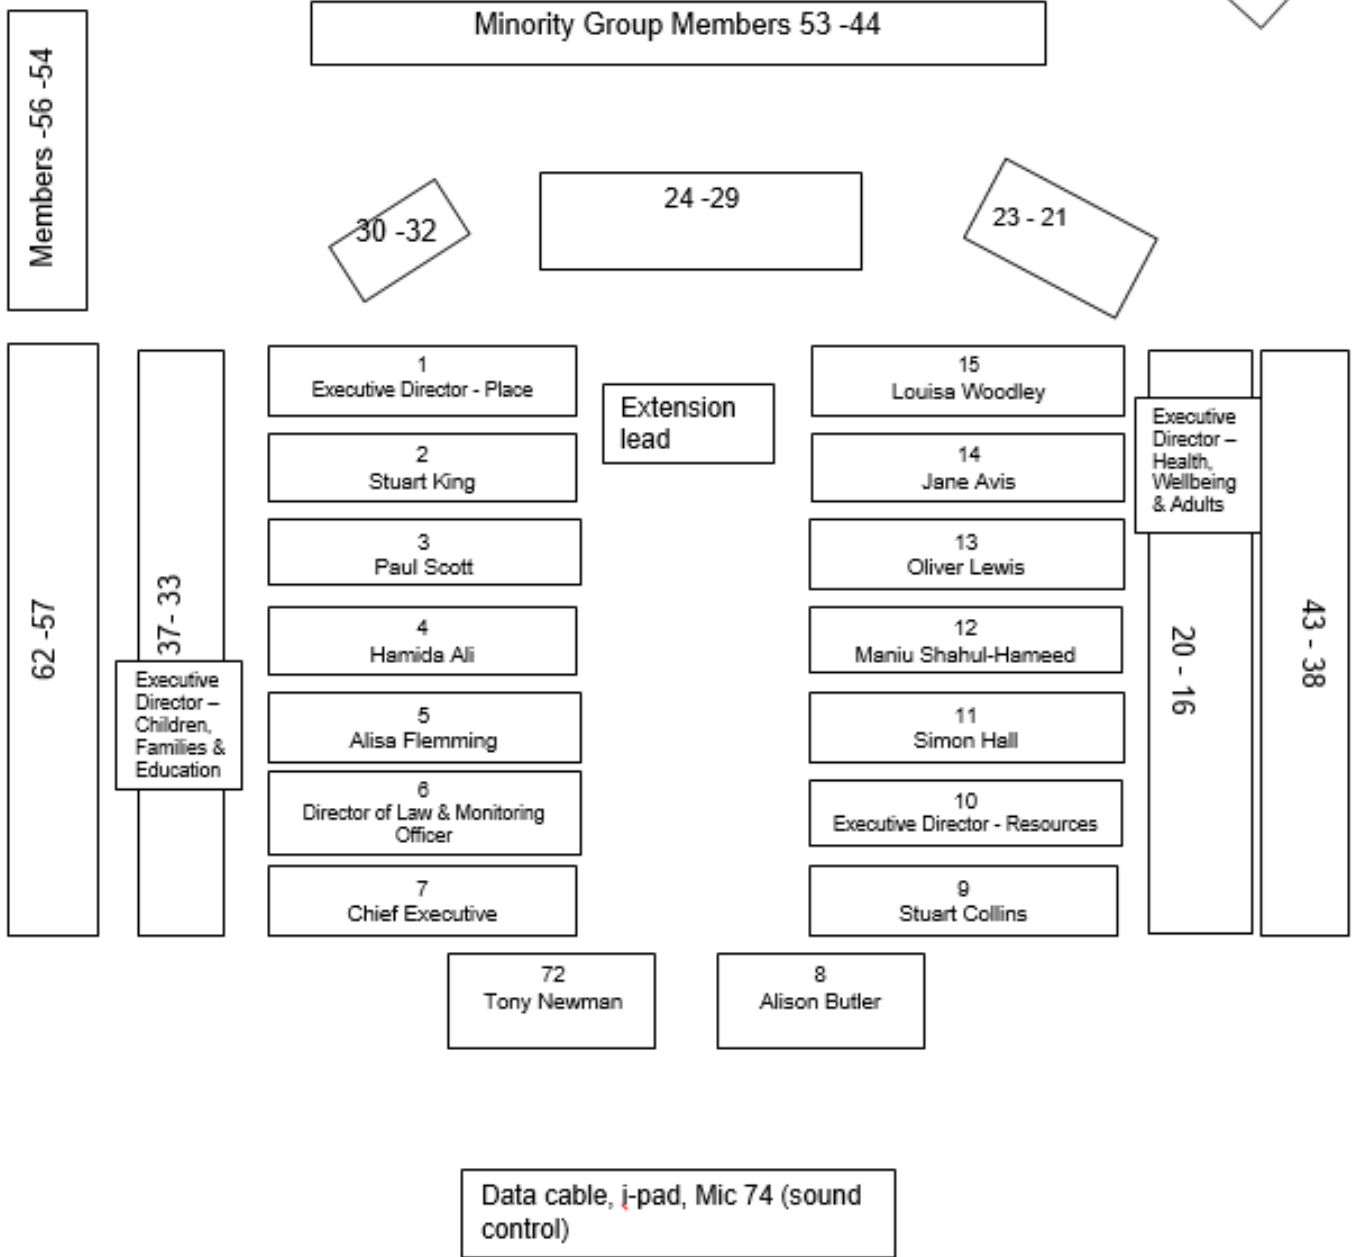 Minority Group Members 53 -44
Members -56 -54
30 -32
24 -29
23 - 21
62 -57
37- 33
Executive
Director –
Children,
Families &
Education
1
Executive Director - Place
2
Stuart King
3
Paul Scott
4
Hamida Ali
5
Alisa Flemming
6
Director of Law & Monitoring
Officer
7
Chief Executive
Extension
lead
15
Louisa Woodley
14
Jane Avis
13
Oliver Lewis
12
Maniu Shahul-Hameed
11
Simon Hall
10
Executive Director - Resources
9
Stuart Collins
Executive
Director –
Health,
Wellbeing
& Adults
20 - 16
43 - 38
72
Tony Newman
8
Alison Butler
Data cable, i-pad, Mic 74 (sound
control)